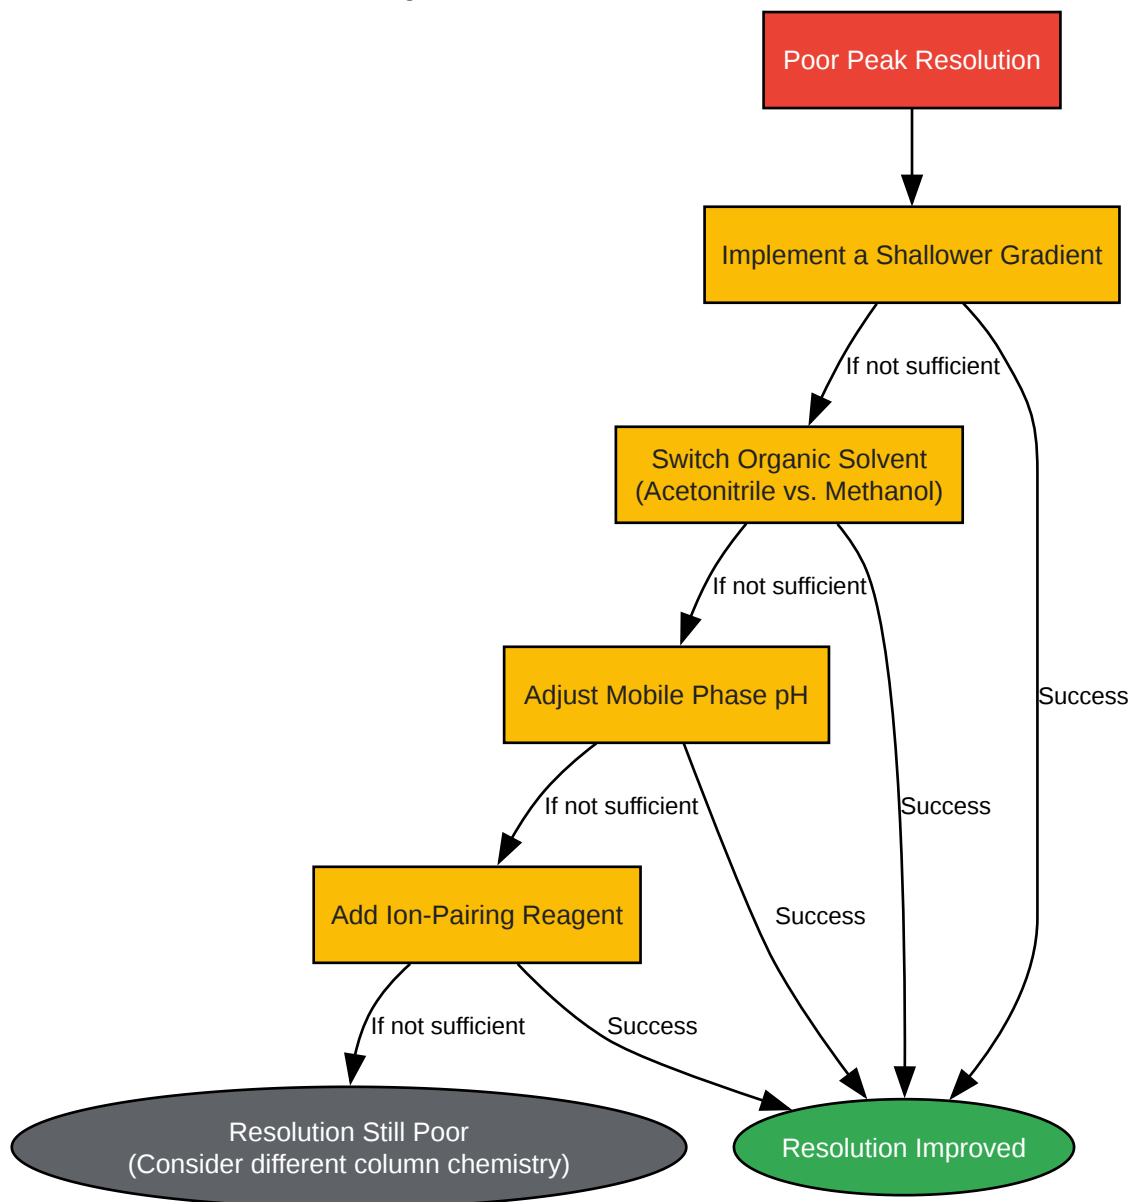 Poor Peak Resolution
Implement a Shallower Gradient
If not sufficient
Switch Organic Solvent
(Acetonitrile vs. Methanol)
If not sufficient
Adjust Mobile Phase pH
Success
If not sufficient
Success
Add Ion-Pairing Reagent
Success
If not sufficient
Success
Resolution Still Poor
(Consider different column chemistry)
Resolution Improved